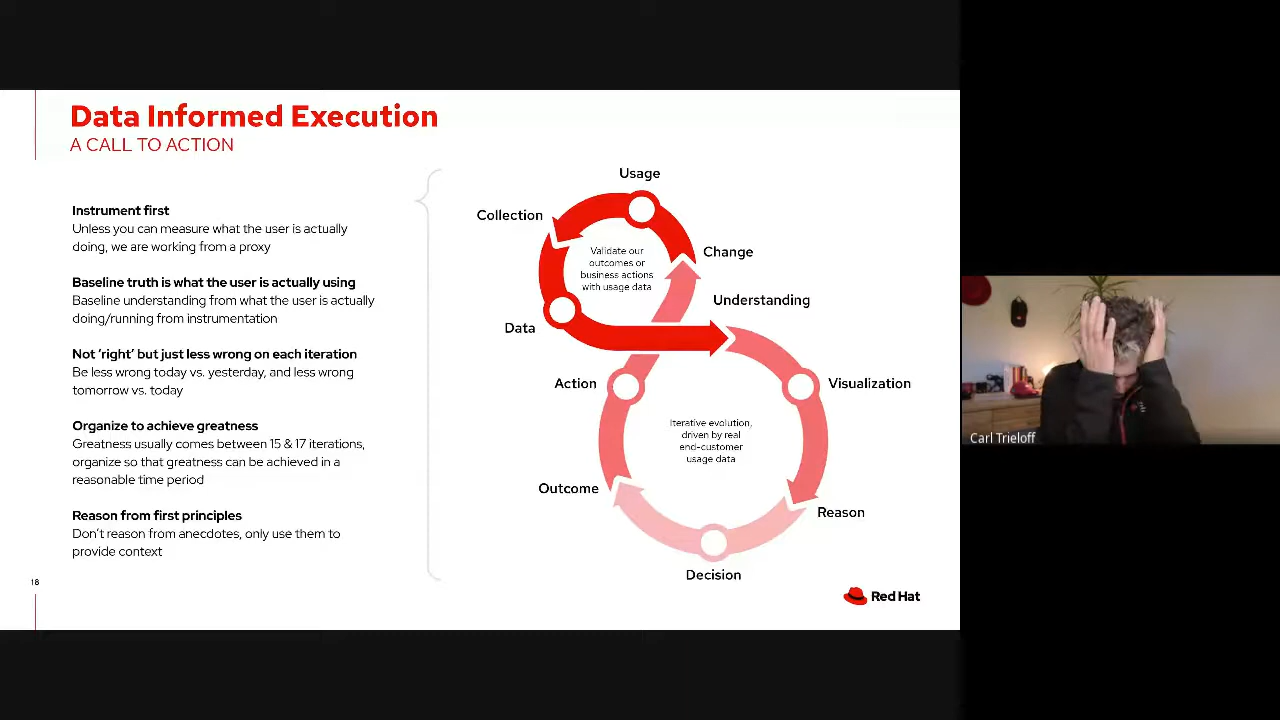 Data Informed Execution
A CALL TO ACTION
Instrument first
Unless you can measure what the user is actually
doing, we are working from a proxy
Baseline truth is what the user is actually using
Baseline understanding from what the user is actually
doing/running from instrumentation
Not ‘right’ but just less wrong on each iteration
Be less wrong today vs. yesterday, and less wrong
tomorrow vs. today
Organize to achieve greatness
Greatness usually comes between 15 & 17 iterations,
organize so that greatness can be achieved in a
reasonable time period
Reason from first principles
Don’t reason from anecdotes, only use them to
provide context
18
Usage
Collection
Change
Validate our
outcomes or
business actions
with usage data
Understanding
Data
Action
Visualization
Iterative evolution,
driven by real
end-customer
usage data
Outcome
Reason
Decision
Red Hat
Carl Trieloff